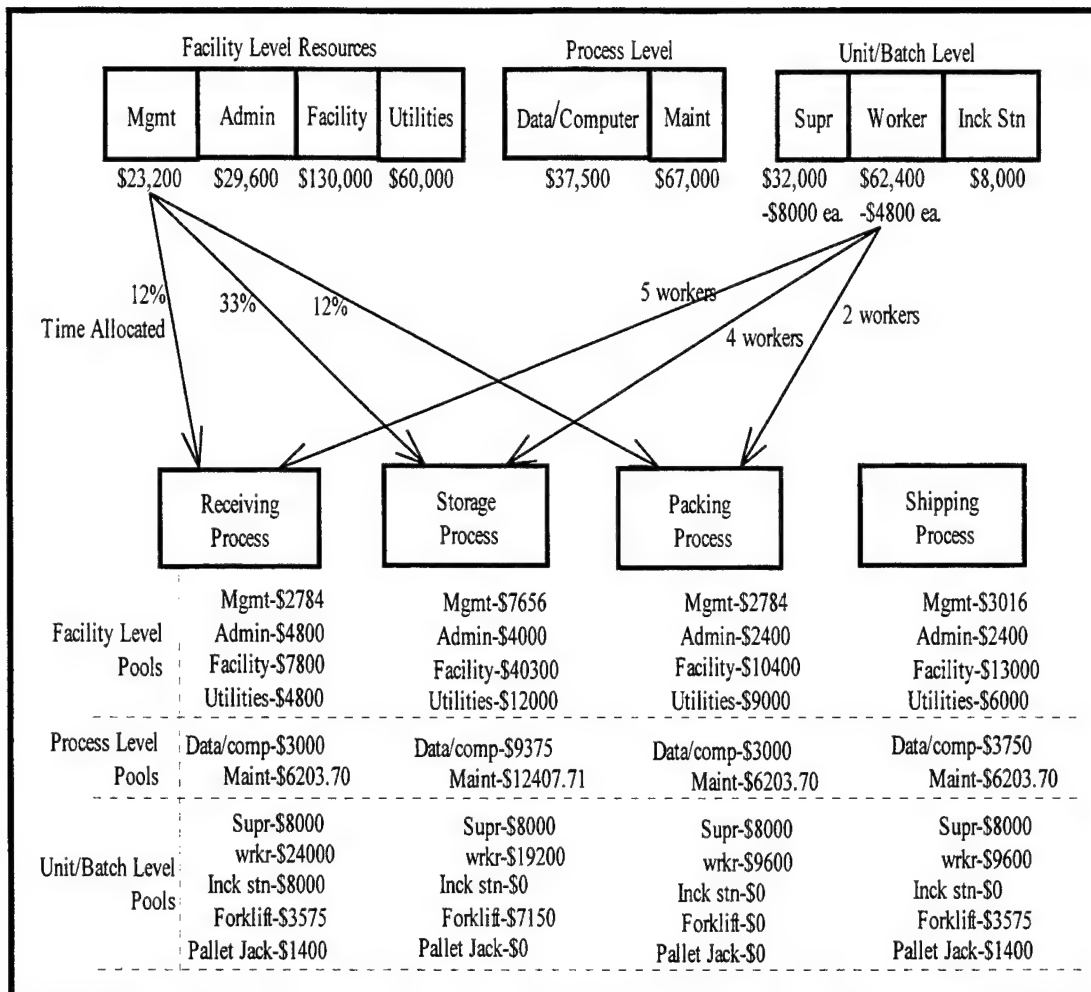 Facility Level Resources Process Level Unit/Batch Level
Mgmt Admin Facility Utilities Data/Computer Maint Supr Worker Inck Stn
$23,200 $29,600 $130,000 $60,000 $37,500 $67,000 $32,000 $62,400 $8,000
-$8000 ea. -$4800 ea.
12% 33% 12% 5 workers 2 workers
Time Allocated 4 workers
Receiving Storage Packing Shipping
Process Process Process Process
Mgmt-$2784 Mgmt-$7656 Mgmt-$2784 Mgmt-$3016
Facility Level Admin-$4800 Admin-$4000 Admin-$2400 Admin-$2400
Pools Facility-$7800 Facility-$40300 Facility-$10400 Facility-$13000
Utilities-$4800 Utilities-$12000 Utilities-$9000 Utilities-$6000
Process Level Data/comp-$3000 Data/comp-$9375 Data/comp-$3000 Data/comp-$3750
Pools Maint-$6203.70 Maint-$12407.71 Maint-$6203.70 Maint-$6203.70
Supr-$8000 Supr-$8000 Supr-$8000 Supr-$8000
Unit/Batch Level wrkr-$24000 wrkr-$19200 wrkr-$9600 wrkr-$9600
Pools Inck stn-$8000 Inck stn-$0 Inck stn-$0 Inck stn-$0
Forklift-$3575 Forklift-$7150 Forklift-$0 Forklift-$3575
Pallet Jack-$1400 Pallet Jack-$0 Pallet Jack-$0 Pallet Jack-$1400